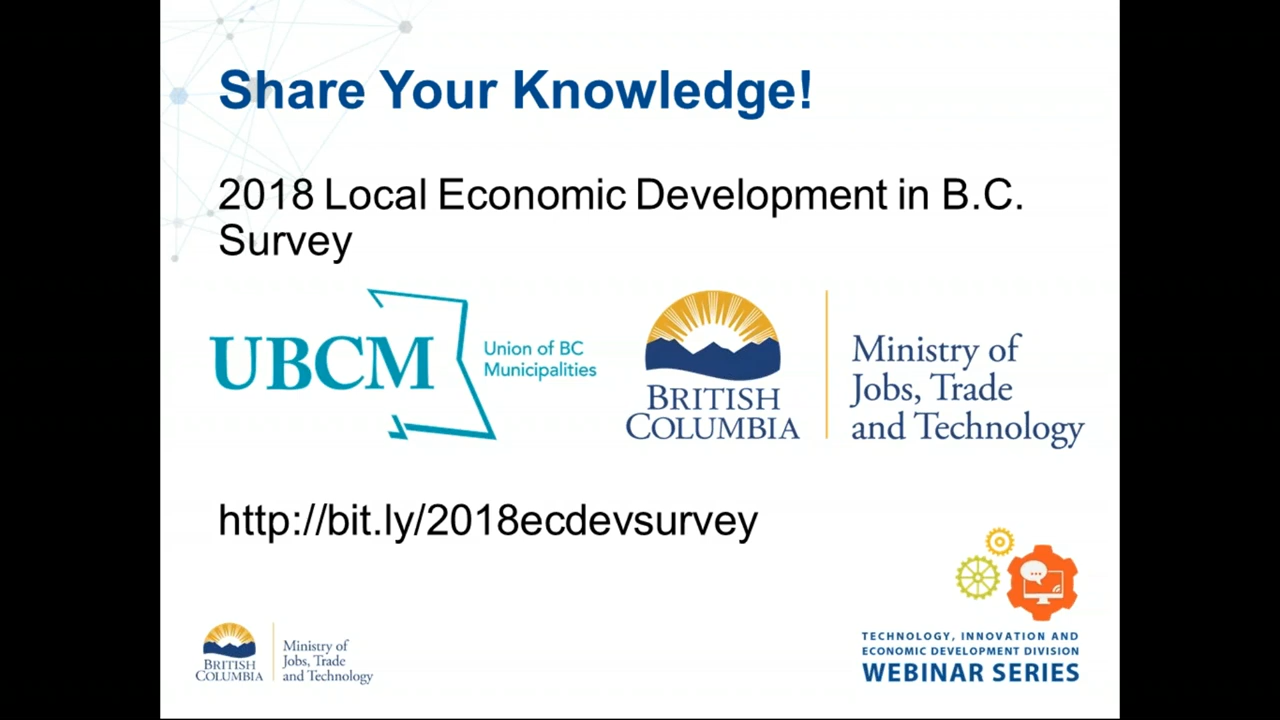 Share Your Knowledge!
2018 Local Economic Development in B.C.
Survey
UBCM
Union of BC
Municipalities
BRITISH
COLUMBIA
Ministry of
Jobs, Trade
and Technology
http://bit.ly/2018ecdevsurvey
BRITISH
COLUMBIA
Ministry of
Jobs, Trade
and Technology
TECHNOLOGY, INNOVATION AND
ECONOMIC DEVELOPMENT DIVISION
WEBINAR SERIES